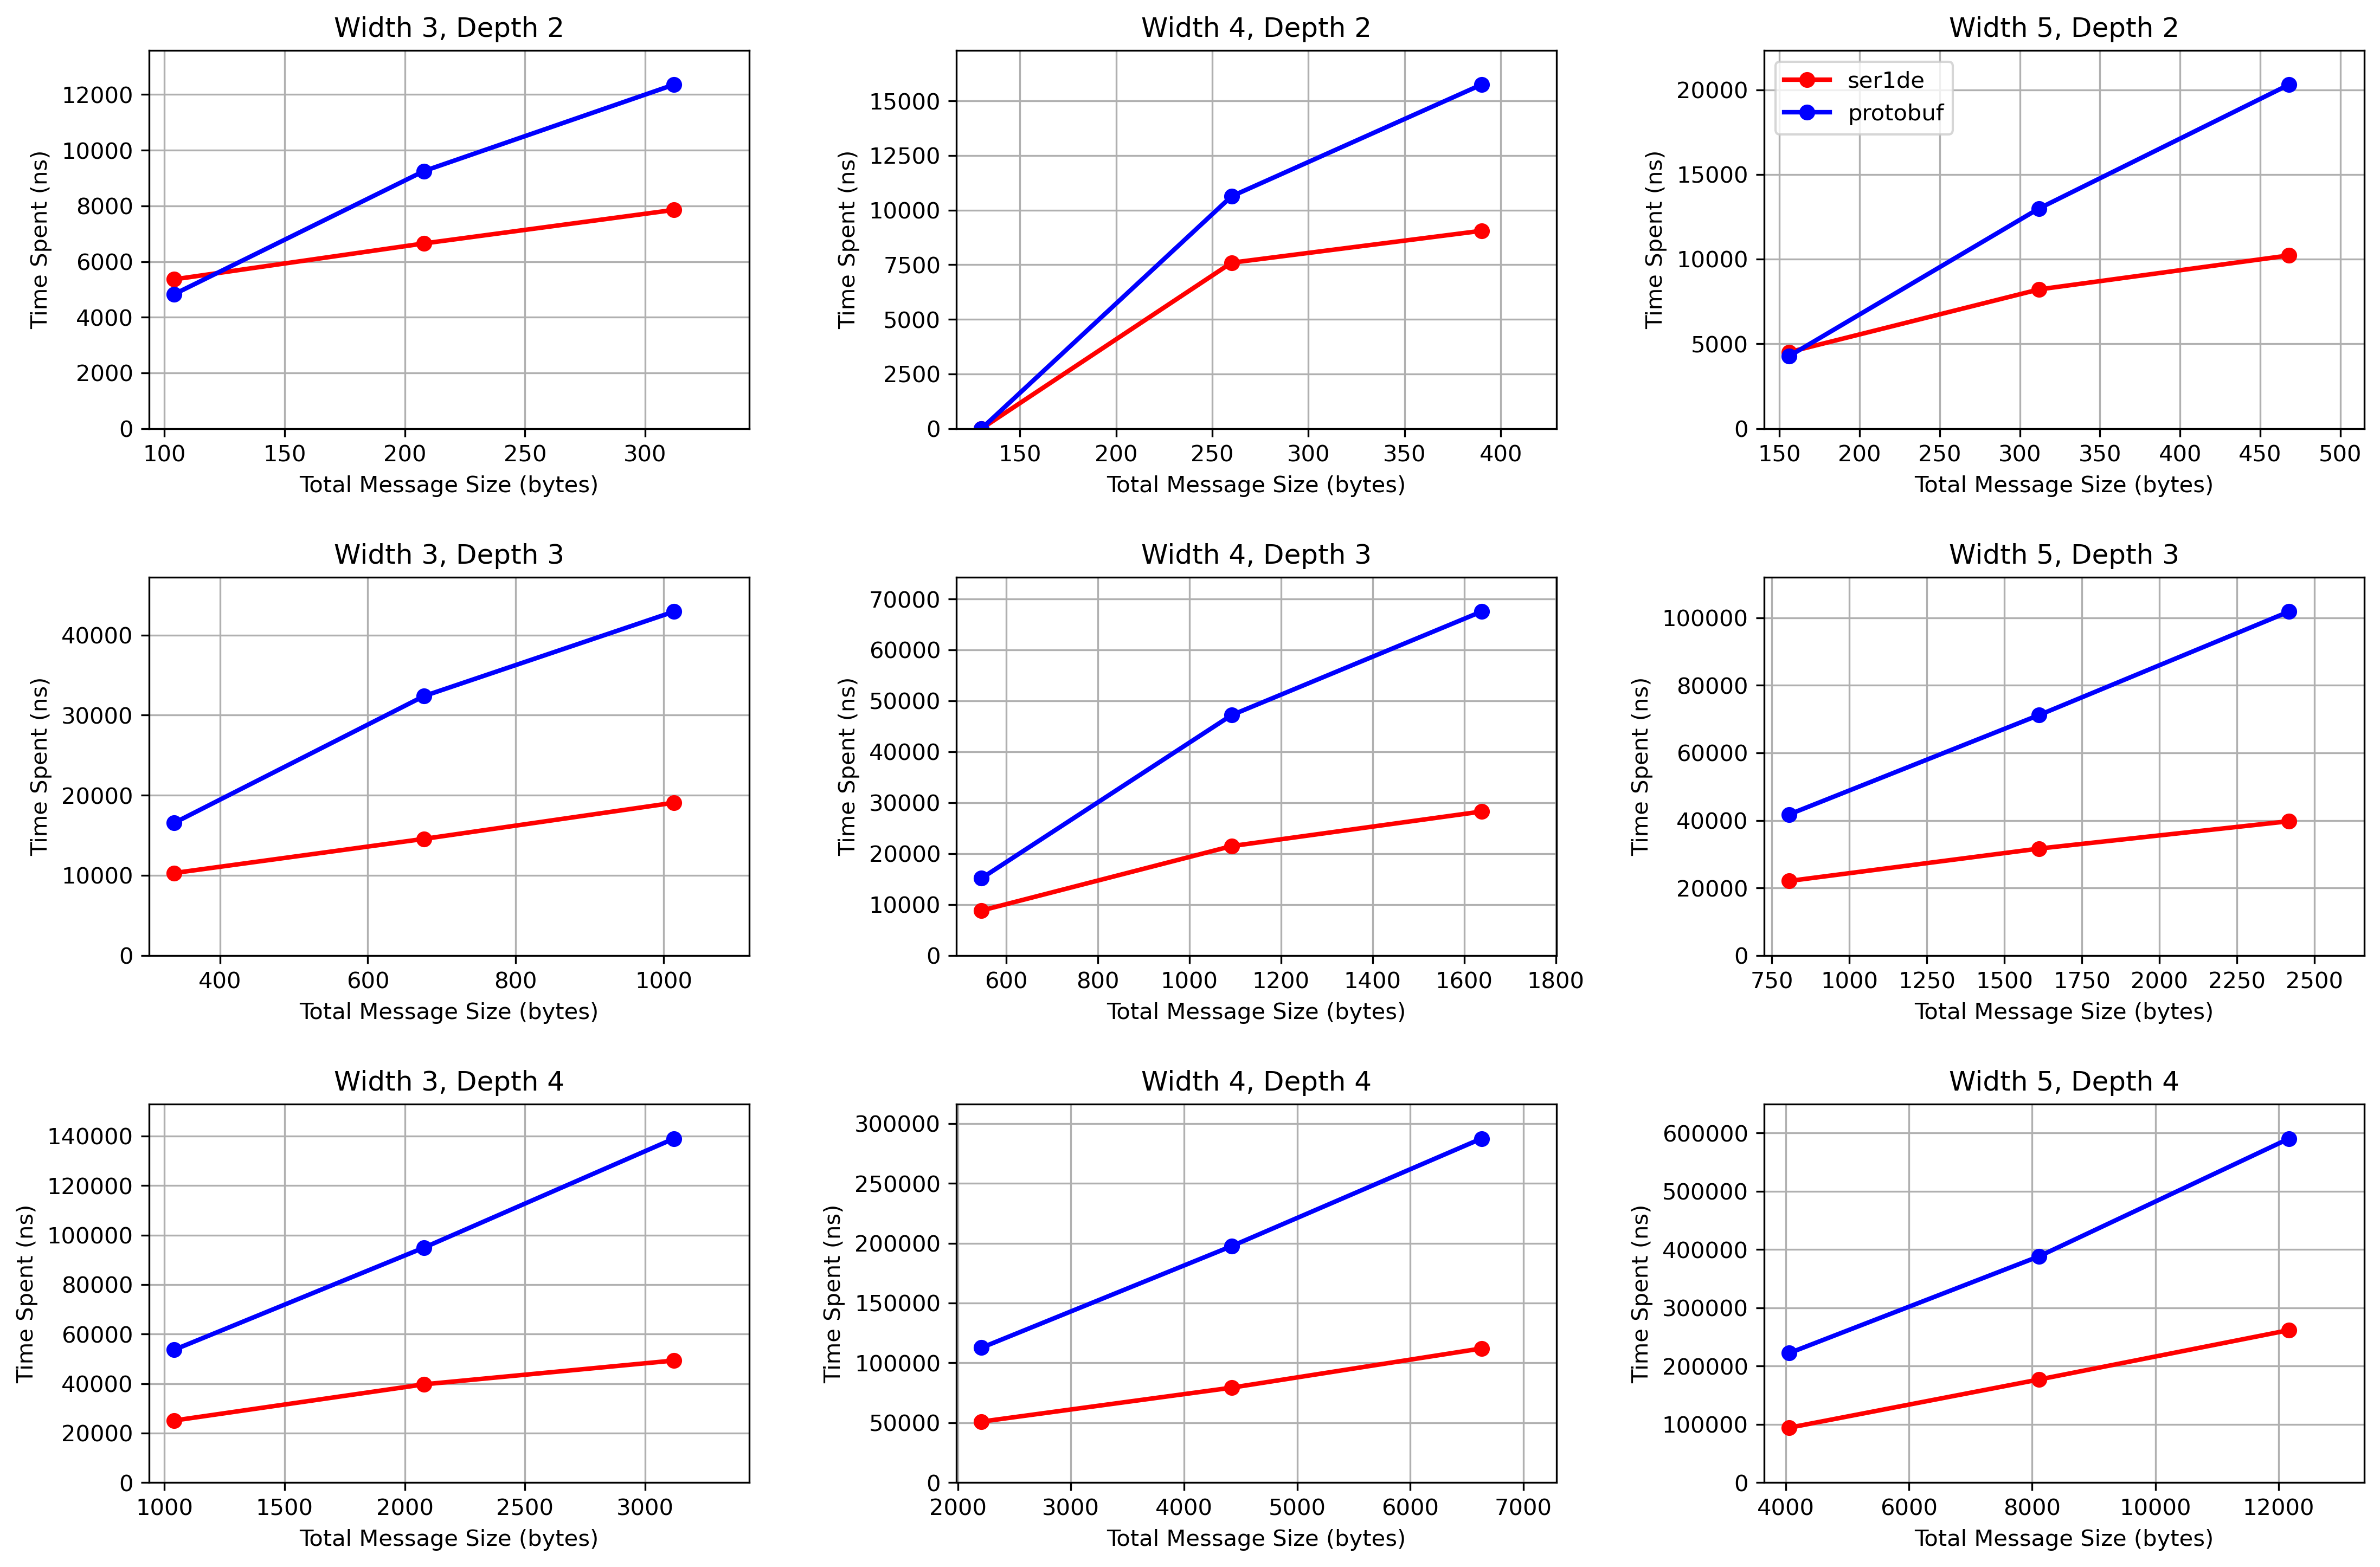 Width 3, Depth 2
Time Spent (ns)
12000
10000
8000
6000
4000
2000
0
100 150 200 250 300
Total Message Size (bytes)
Width 4, Depth 2
Time Spent (ns)
15000
12500
10000
7500
5000
2500
0
150 200 250 300 350 400
Total Message Size (bytes)
Width 5, Depth 2
ser1de
protobuf
Time Spent (ns)
20000
15000
10000
5000
0
150 200 250 300 350 400 450 500
Total Message Size (bytes)
Width 3, Depth 3
Time Spent (ns)
40000
30000
20000
10000
0
400 600 800 1000
Total Message Size (bytes)
Width 4, Depth 3
Time Spent (ns)
70000
60000
50000
40000
30000
20000
10000
0
600 800 1000 1200 1400 1600 1800
Total Message Size (bytes)
Width 5, Depth 3
Time Spent (ns)
100000
80000
60000
40000
20000
0
750 1000 1250 1500 1750 2000 2250 2500
Total Message Size (bytes)
Width 3, Depth 4
Time Spent (ns)
140000
120000
100000
80000
60000
40000
20000
0
1000 1500 2000 2500 3000
Total Message Size (bytes)
Width 4, Depth 4
Time Spent (ns)
300000
250000
200000
150000
100000
50000
0
2000 3000 4000 5000 6000 7000
Total Message Size (bytes)
Width 5, Depth 4
Time Spent (ns)
600000
500000
400000
300000
200000
100000
0
4000 6000 8000 10000 12000
Total Message Size (bytes)